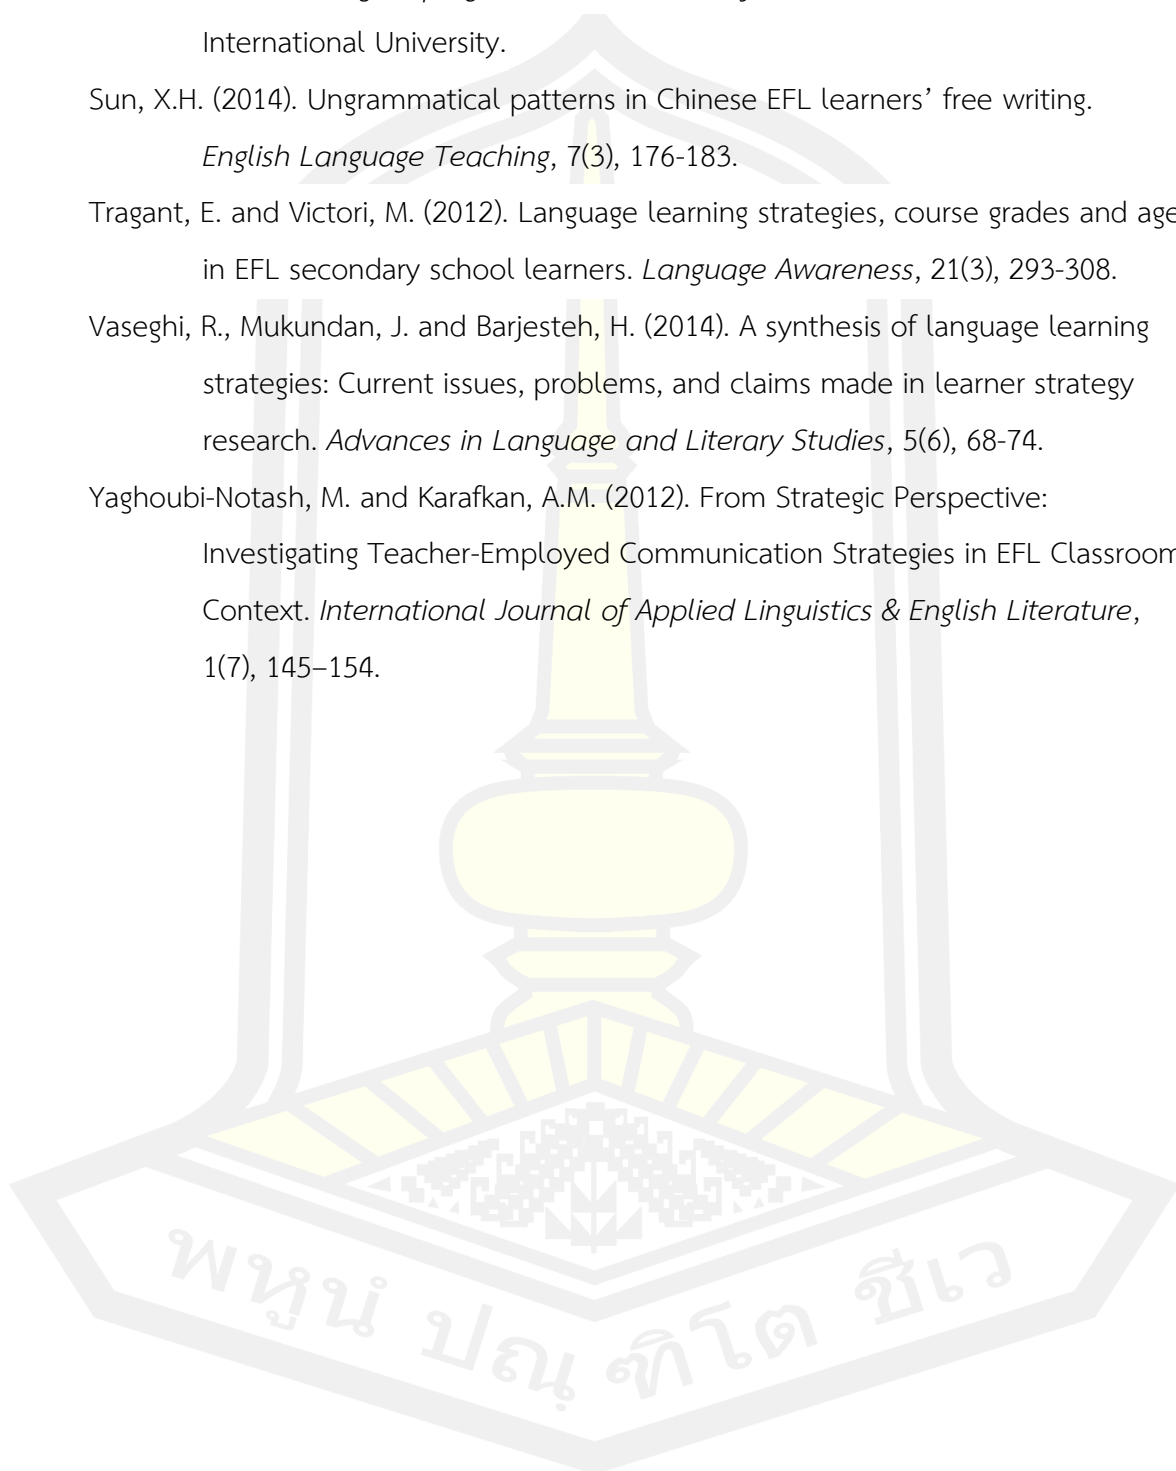 International University.
Sun, X.H. (2014). Ungrammatical patterns in Chinese EFL learners’ free writing.
English Language Teaching, 7(3), 176-183.
Tragant, E. and Victori, M. (2012). Language learning strategies, course grades and age
in EFL secondary school learners. Language Awareness, 21(3), 293-308.
Vaseghi, R., Mukundan, J. and Barjesteh, H. (2014). A synthesis of language learning
strategies: Current issues, problems, and claims made in learner strategy
research. Advances in Language and Literary Studies, 5(6), 68-74.
Yaghoubi-Notash, M. and Karafkan, A.M. (2012). From Strategic Perspective:
Investigating Teacher-Employed Communication Strategies in EFL Classroom
Context. International Journal of Applied Linguistics & English Literature,
1(7), 145–154.
พหูนํ ปณฺฑิโต ชีเว